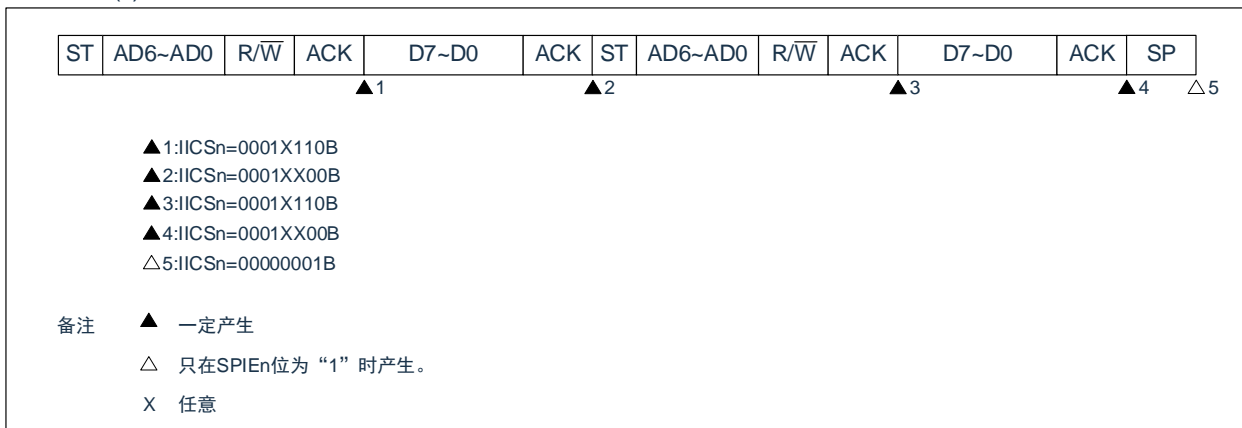 ST AD6~AD0 R/W̅ ACK D7~D0 ACK ST AD6~AD0 R/W̅ ACK D7~D0 ACK SP
▲1 ▲2 ▲3 ▲4 △5
▲1:IICSn=0001X110B
▲2:IICSn=0001XX00B
▲3:IICSn=0001X110B
▲4:IICSn=0001XX00B
△5:IICSn=00000001B
备注 ▲ 一定产生
△ 只在SPIEn位为“1”时产生。
X 任意